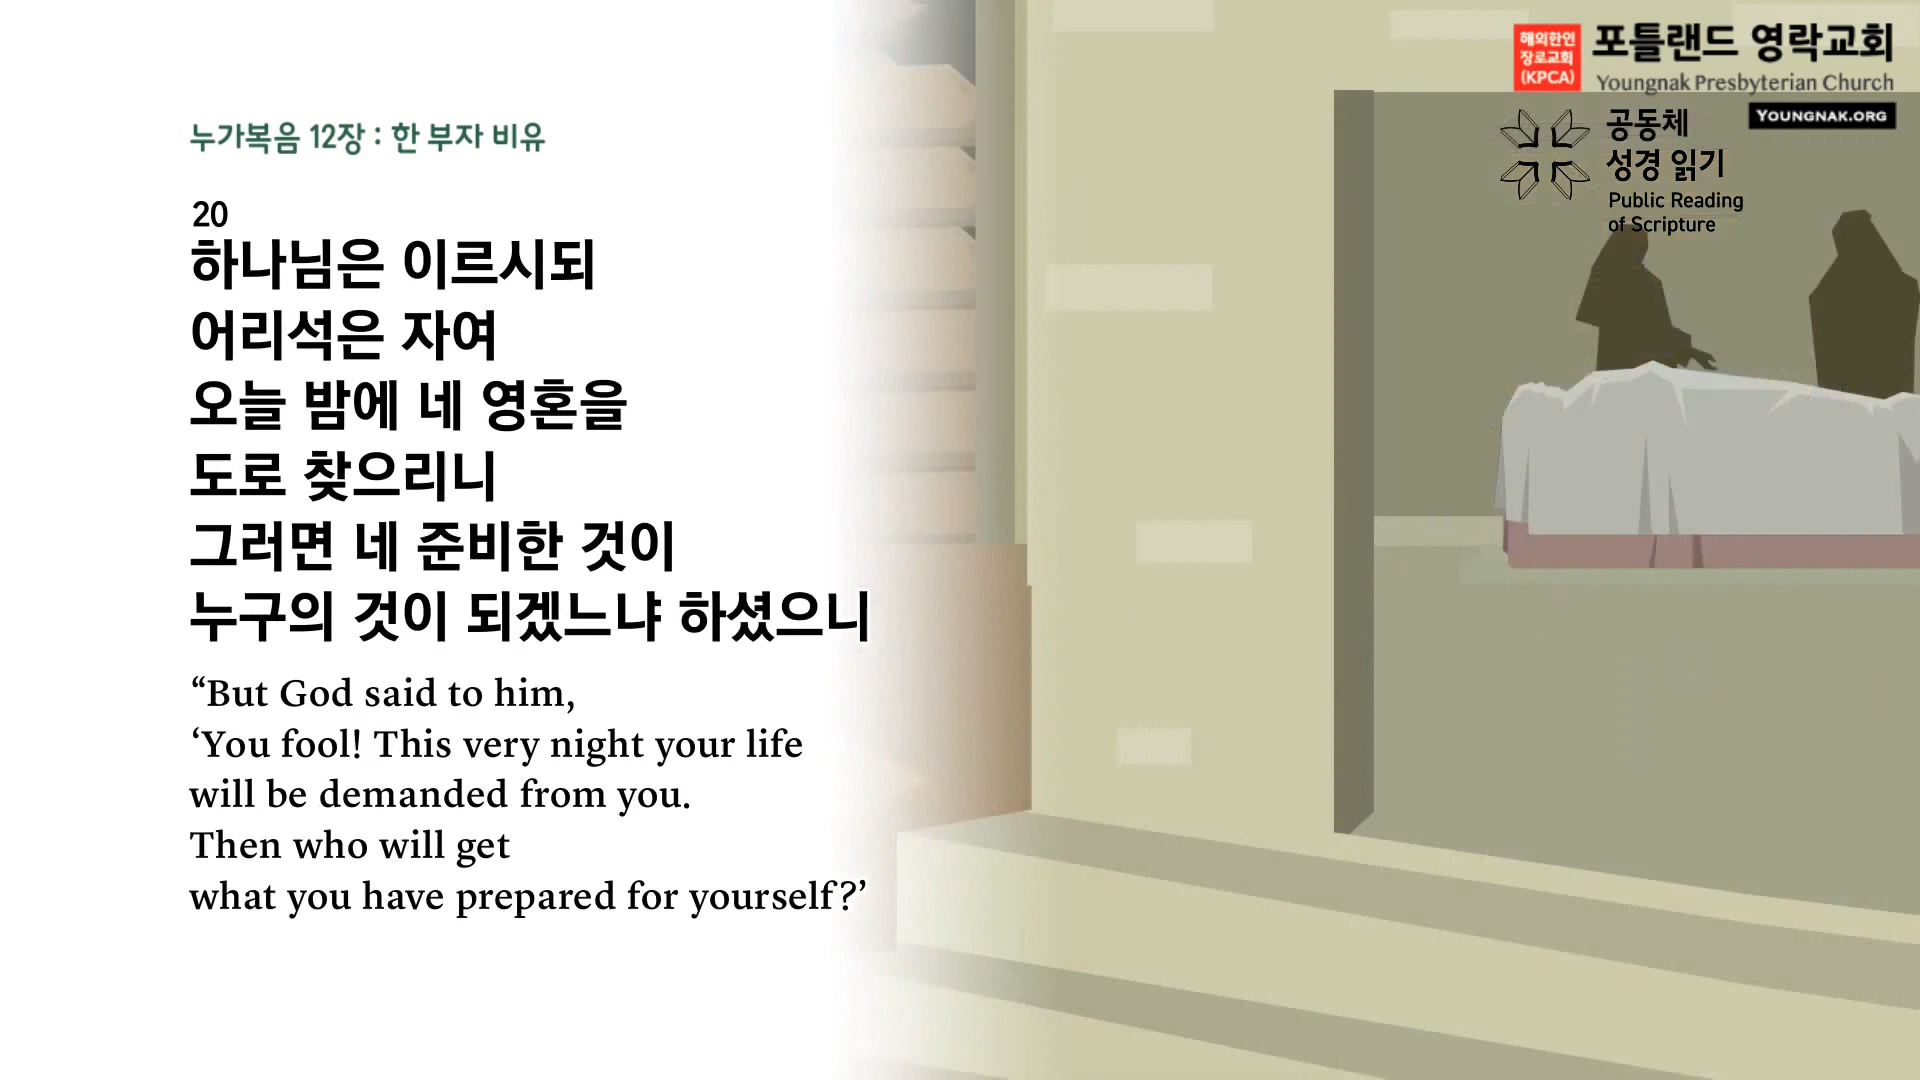 누가복음 12장 : 한 부자 비유
20
하나님은 이르시되
어리석은 자여
오늘 밤에 네 영혼을
도로 찾으리니
그러면 네 준비한 것이
누구의 것이 되겠느냐 하셨으니
“But God said to him,
‘You fool! This very night your life
will be demanded from you.
Then who will get
what you have prepared for yourself?’
해외한인
장로교회
(KPCA)
포틀랜드 영락교회
Youngnak Presbyterian Church
YOUNGNAK.ORG
공동체
성경 읽기
Public Reading
of Scripture